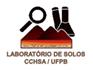 LABORATÓRIO DE SOLOS
CCHSA / UFPB